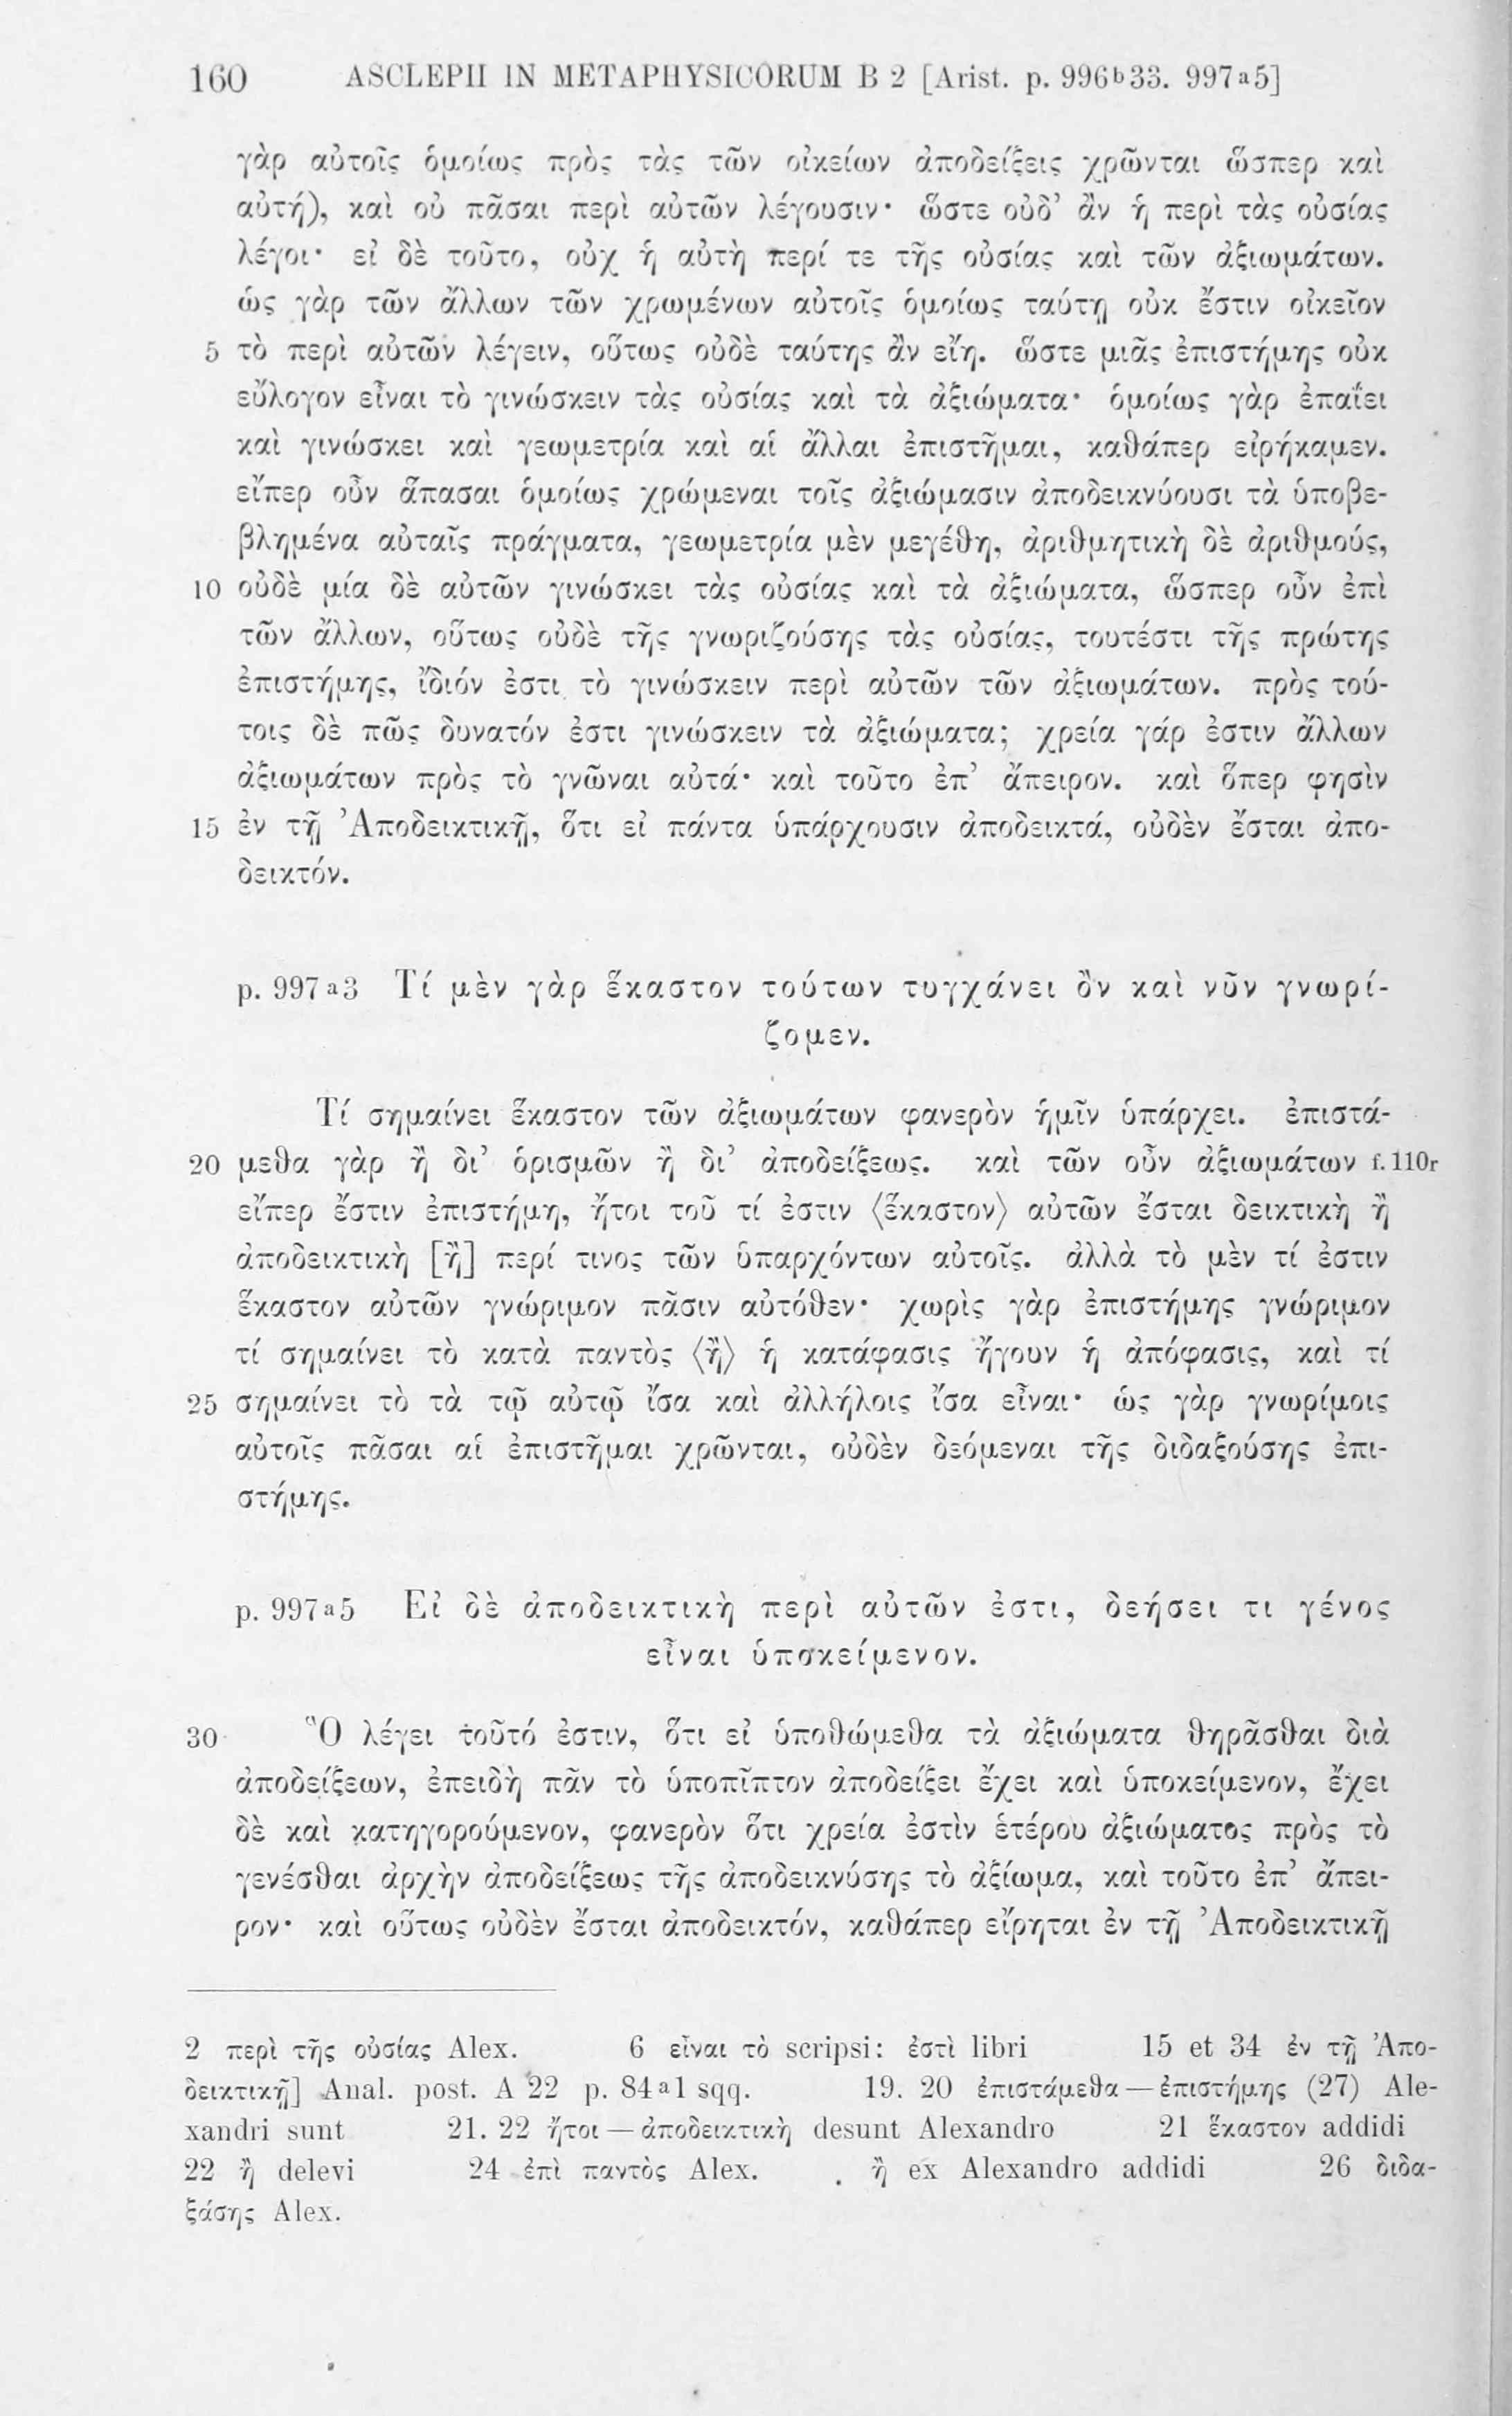 160 ASCLEPII IN METAPHYSICORUM B 2 [Arist. p. 996b33. 997a5]
γὰρ αὐτοῖς ὁμοίως πρὸς τὰς τῶν οἰκείων ἀποδείξεις χρῶνται ὥσπερ καὶ
αὐτή), καὶ οὐ πᾶσαι περὶ αὐτῶν λέγουσιν· ὥστε οὐδ’ ἂν ἡ περὶ τὰς οὐσίας
λέγοι· εἰ δὲ τοῦτο, οὐχ ἡ αὐτὴ περί τε τῆς οὐσίας καὶ τῶν ἀξιωμάτων.
ὡς γὰρ τῶν ἄλλων τῶν χρωμένων αὐτοῖς ὁμοίως ταύτῃ οὐκ ἔστιν οἰκεῖον
5 τὸ περὶ αὐτῶν λέγειν, οὕτως οὐδὲ ταύτης ἂν εἴη. ὥστε μιᾶς ἐπιστήμης οὐκ
εὔλογον εἶναι τὸ γινώσκειν τὰς οὐσίας καὶ τὰ ἀξιώματα· ὁμοίως γὰρ ἐπαΐει
καὶ γινώσκει καὶ γεωμετρία καὶ αἱ ἄλλαι ἐπιστῆμαι, καθάπερ εἰρήκαμεν.
εἴπερ οὖν ἅπασαι ὁμοίως χρώμεναι τοῖς ἀξιώμασιν ἀποδεικνύουσι τὰ ὑποβε-
βλημένα αὐταῖς πράγματα, γεωμετρία μὲν μεγέθη, ἀριθμητικὴ δὲ ἀριθμούς,
10 οὐδὲ μία δὲ αὐτῶν γινώσκει τὰς οὐσίας καὶ τὰ ἀξιώματα, ὥσπερ οὖν ἐπὶ
τῶν ἄλλων, οὕτως οὐδὲ τῆς γνωριζούσης τὰς οὐσίας, τουτέστι τῆς πρώτης
ἐπιστήμης, ἴδιόν ἐστι τὸ γινώσκειν περὶ αὐτῶν τῶν ἀξιωμάτων. πρὸς τού-
τοις δὲ πῶς δυνατόν ἐστι γινώσκειν τὰ ἀξιώματα; χρεία γάρ ἐστιν ἄλλων
ἀξιωμάτων πρὸς τὸ γνῶναι αὐτά· καὶ τοῦτο ἐπ’ ἄπειρον. καὶ ὅπερ φησὶν
15 ἐν τῇ Ἀποδεικτικῇ, ὅτι εἰ πάντα ὑπάρχουσιν ἀποδεικτά, οὐδὲν ἔσται ἀπο-
δεικτόν.
p. 997a3 Τί μὲν γὰρ ἕκαστον τούτων τυγχάνει ὂν καὶ νῦν γνωρί-
ζομεν.
Τί σημαίνει ἕκαστον τῶν ἀξιωμάτων φανερὸν ἡμῖν ὑπάρχει. ἐπιστά-
20 μεθα γὰρ ἢ δι’ ὁρισμῶν ἢ δι’ ἀποδείξεως. καὶ τῶν οὖν ἀξιωμάτων f. 110r
εἴπερ ἔστιν ἐπιστήμη, ἤτοι τοῦ τί ἐστιν ⟨ἕκαστον⟩ αὐτῶν ἔσται δεικτικὴ ἢ
ἀποδεικτικὴ [ἢ] περί τινος τῶν ὑπαρχόντων αὐτοῖς. ἀλλὰ τὸ μὲν τί ἐστιν
ἕκαστον αὐτῶν γνώριμον πᾶσιν αὐτόθεν· χωρὶς γὰρ ἐπιστήμης γνώριμον
τί σημαίνει τὸ κατὰ παντὸς ⟨ἢ⟩ ἡ κατάφασις ἤγουν ἡ ἀπόφασις, καὶ τί
25 σημαίνει τὸ τὰ τῷ αὐτῷ ἴσα καὶ ἀλλήλοις ἴσα εἶναι· ὡς γὰρ γνωρίμοις
αὐτοῖς πᾶσαι αἱ ἐπιστῆμαι χρῶνται, οὐδὲν δεόμεναι τῆς διδαξούσης ἐπι-
στήμης.
p. 997a5 Εἰ δὲ ἀποδεικτικὴ περὶ αὐτῶν ἐστι, δεήσει τι γένος
εἶναι ὑποκείμενον.
30 Ὃ λέγει τοῦτό ἐστιν, ὅτι εἰ ὑποθώμεθα τὰ ἀξιώματα θηρᾶσθαι διὰ
ἀποδείξεων, ἐπειδὴ πᾶν τὸ ὑποπῖπτον ἀποδείξει ἔχει καὶ ὑποκείμενον, ἔχει
δὲ καὶ κατηγορούμενον, φανερὸν ὅτι χρεία ἐστὶν ἑτέρου ἀξιώματος πρὸς τὸ
γενέσθαι ἀρχὴν ἀποδείξεως τῆς ἀποδεικνύσης τὸ ἀξίωμα, καὶ τοῦτο ἐπ’ ἄπει-
ρον· καὶ οὕτως οὐδὲν ἔσται ἀποδεικτόν, καθάπερ εἴρηται ἐν τῇ Ἀποδεικτικῇ
2 περὶ τῆς οὐσίας Alex. 6 εἶναι τὸ scripsi: ἐστὶ libri 15 et 34 ἐν τῇ Ἀπο-
δεικτικῇ] Anal. post. A 22 p. 84a1 sqq. 19. 20 ἐπιστάμεθα — ἐπιστήμης (27) Ale-
xandri sunt 21. 22 ἤτοι — ἀποδεικτικὴ desunt Alexandro 21 ἕκαστον addidi
22 ἢ delevi 24 ἐπὶ παντὸς Alex. ἢ ex Alexandro addidi 26 διδα-
ξάσης Alex.